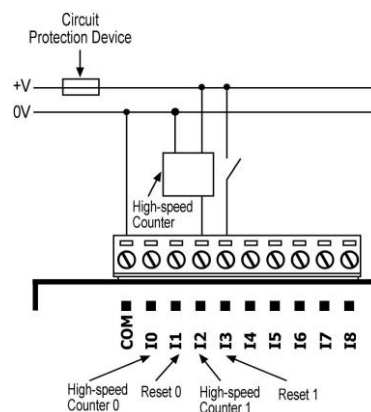 Circuit
Protection Device
+V
0V
High-speed
Counter
COM
I0
I1
I2
I3
I4
I5
I6
I7
I8
High-speed
Counter 0
Reset 0
High-speed
Counter 1
Reset 1